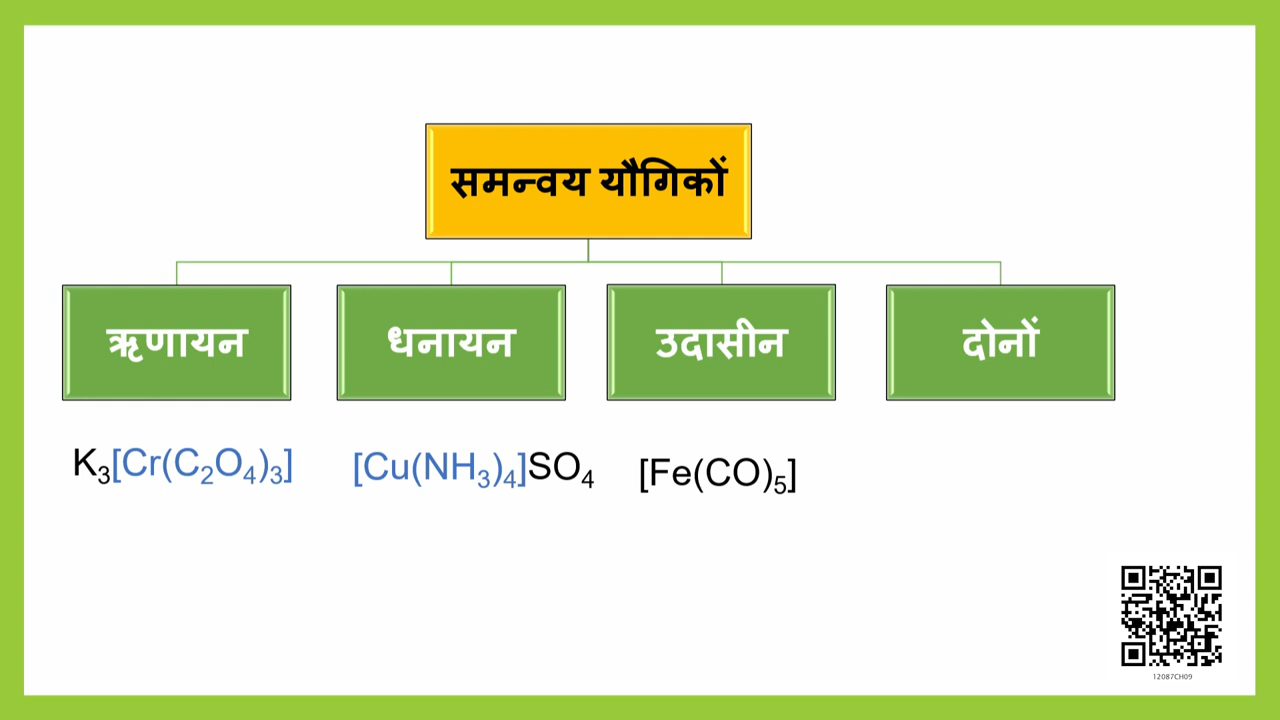 समन्वय यौगिकों
ऋणायन धनायन उदासीन दोनों
K₃[Cr(C₂O₄)₃] [Cu(NH₃)₄]SO₄ [Fe(CO)₅]
12087CH09